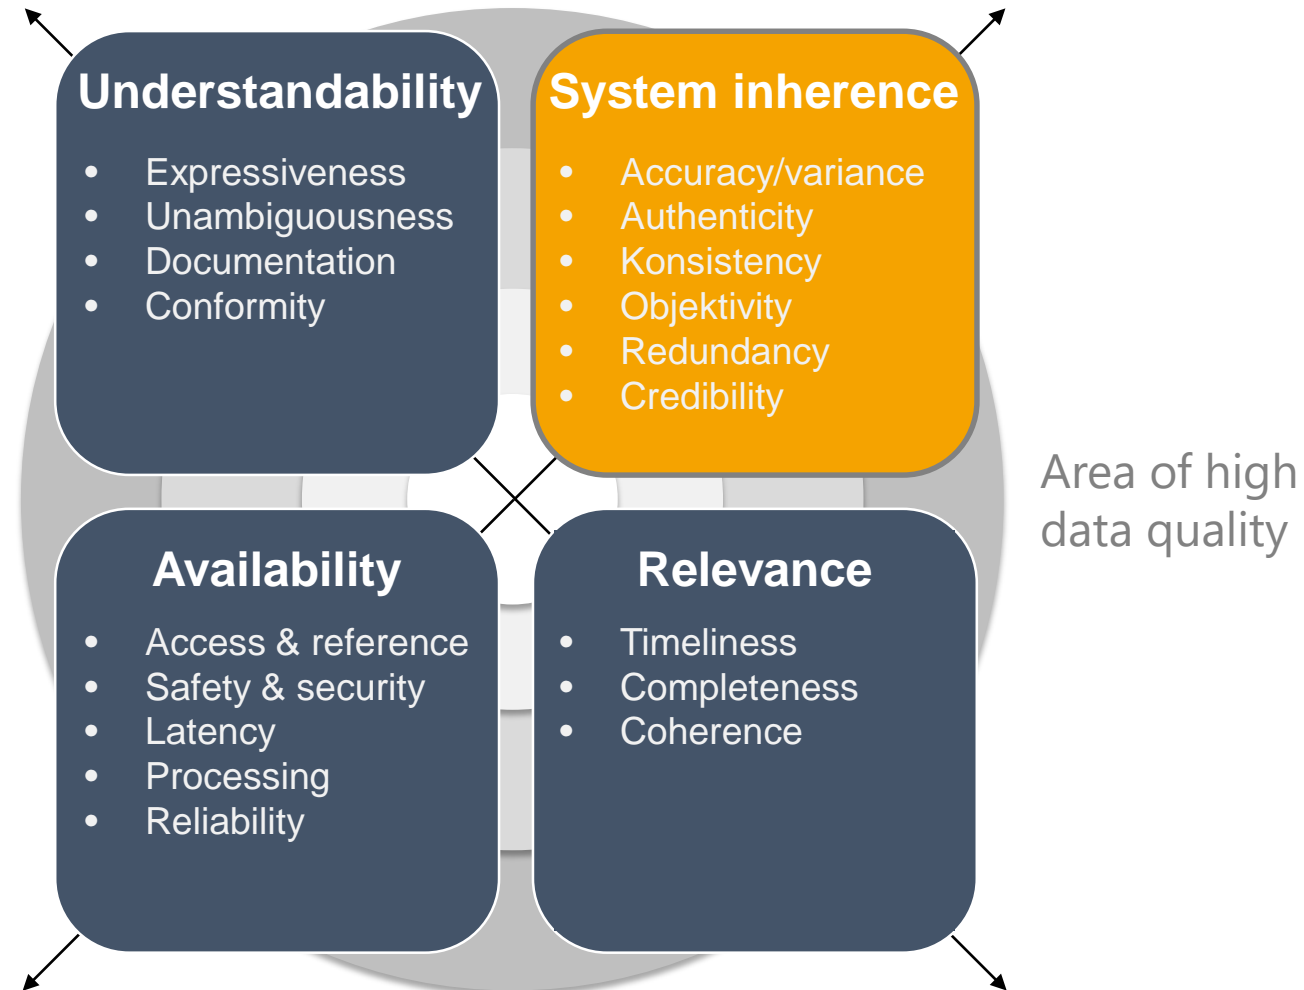 Understandability
• Expressiveness
• Unambiguousness
• Documentation
• Conformity
System inherence
• Accuracy/variance
• Authenticity
• Konsistency
• Objektivity
• Redundancy
• Credibility
Area of high
data quality
Availability
• Access & reference
• Safety & security
• Latency
• Processing
• Reliability
Relevance
• Timeliness
• Completeness
• Coherence